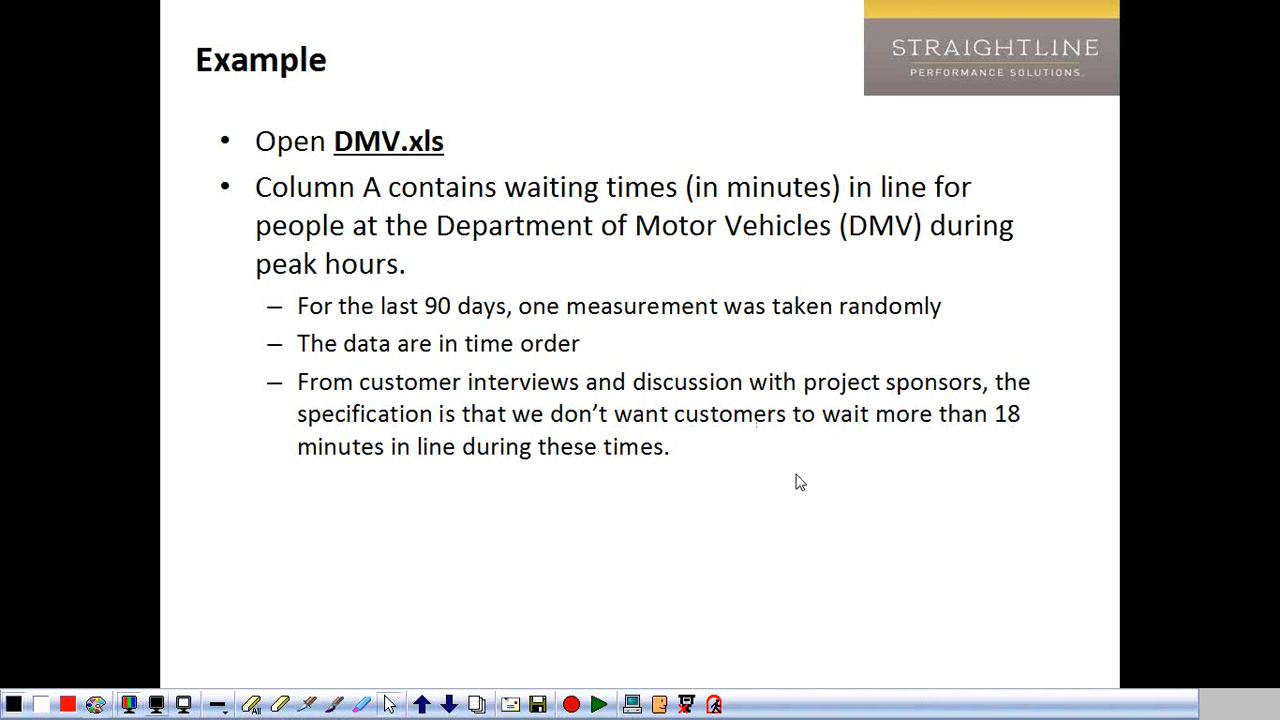 Example
STRAIGHTLINE
PERFORMANCE SOLUTIONS.
• Open DMV.xls
• Column A contains waiting times (in minutes) in line for
people at the Department of Motor Vehicles (DMV) during
peak hours.
– For the last 90 days, one measurement was taken randomly
– The data are in time order
– From customer interviews and discussion with project sponsors, the
specification is that we don’t want customers to wait more than 18
minutes in line during these times.
All